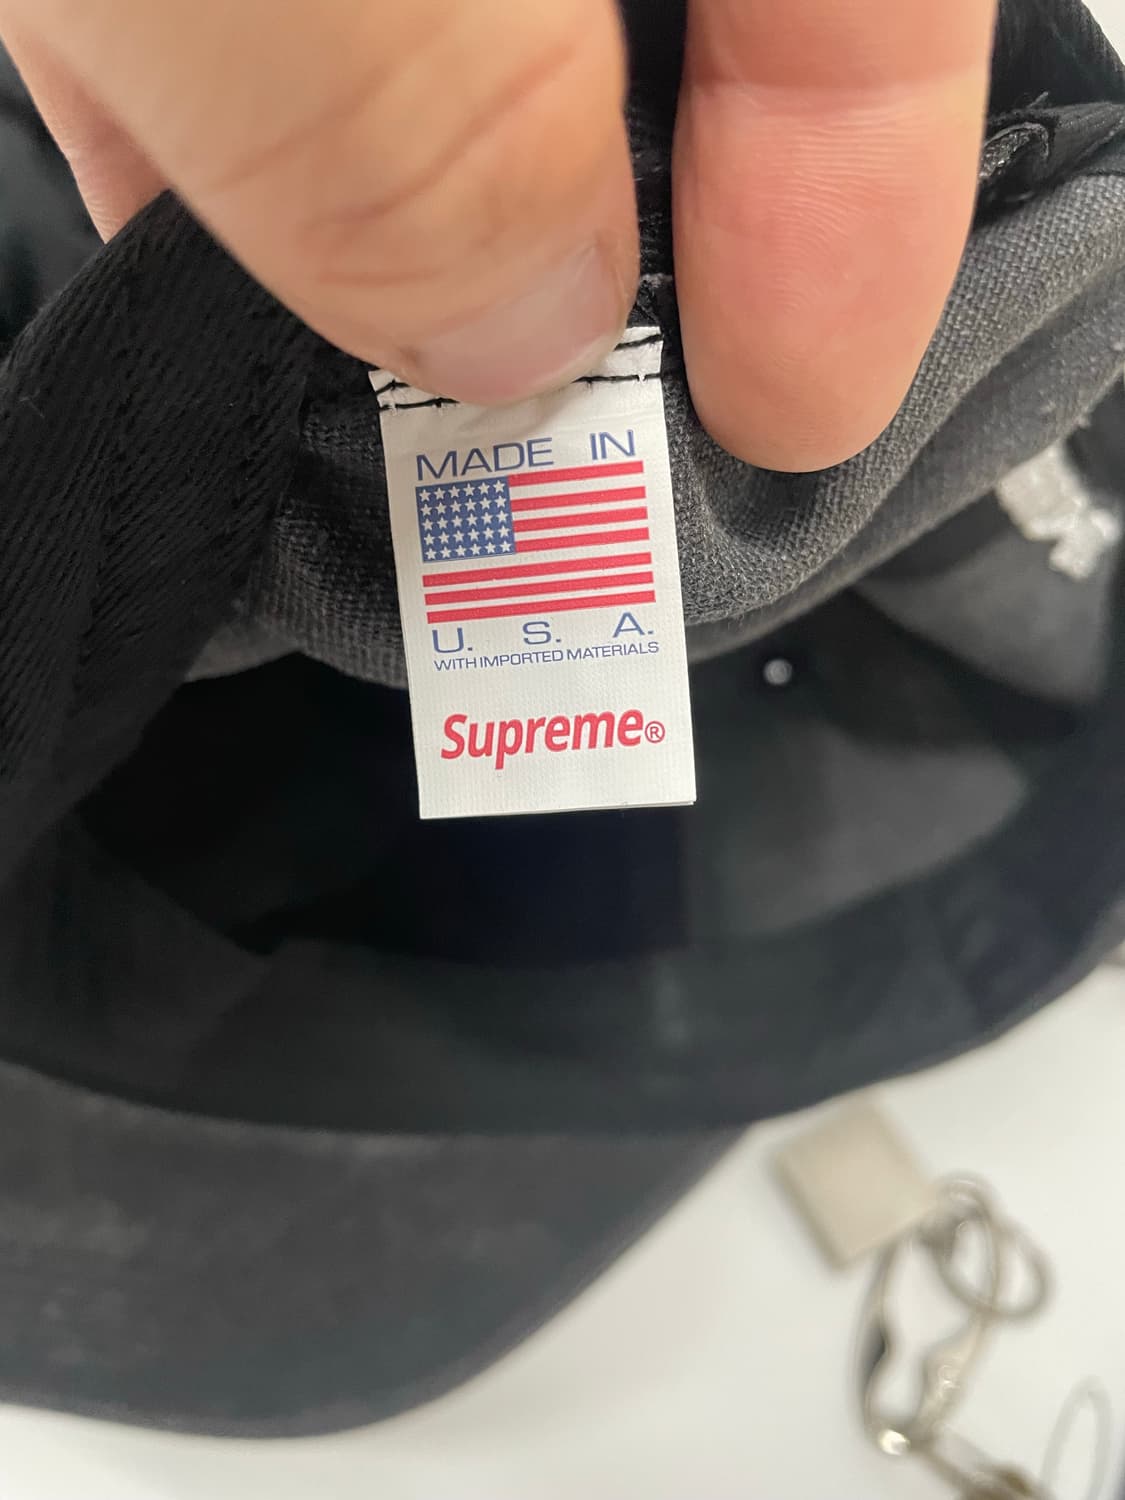 MADE IN
U. S. A.
WITH IMPORTED MATERIALS
Supreme®